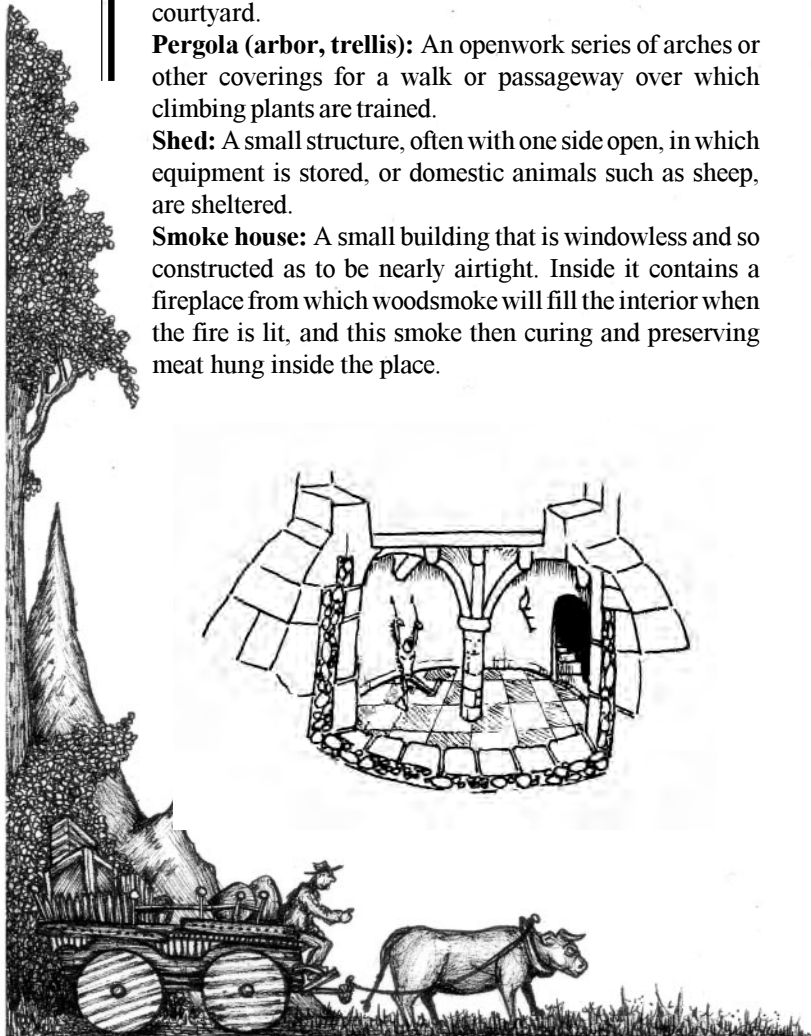 courtyard.
Pergola (arbor, trellis): An openwork series of arches or
other coverings for a walk or passageway over which
climbing plants are trained.
Shed: A small structure, often with one side open, in which
equipment is stored, or domestic animals such as sheep,
are sheltered.
Smoke house: A small building that is windowless and so
constructed as to be nearly airtight. Inside it contains a
fireplace from which woodsmoke will fill the interior when
the fire is lit, and this smoke then curing and preserving
meat hung inside the place.